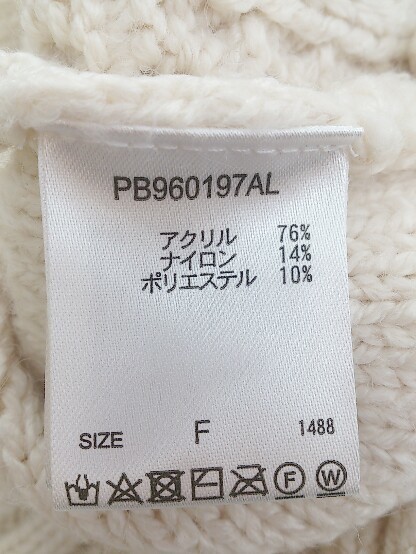 PB960197AL
アクリル 76%
ナイロン 14%
ポリエステル 10%
SIZE F 1488
F W